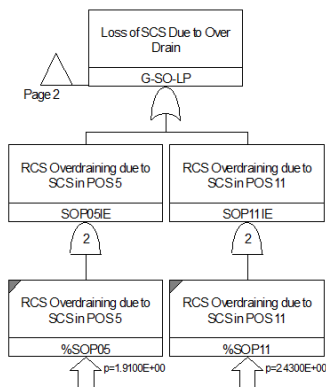 Loss of SCS Due to Over
Drain
G-SO-LP
Page 2
RCS Overdraining due to
SCS in POS 5
SOP05IE
RCS Overdraining due to
SCS in POS 11
SOP11IE
2
2
RCS Overdraining due to
SCS in POS 5
%SOP05
RCS Overdraining due to
SCS in POS 11
%SOP11
p=1.9100E+00
p=2.4300E+00